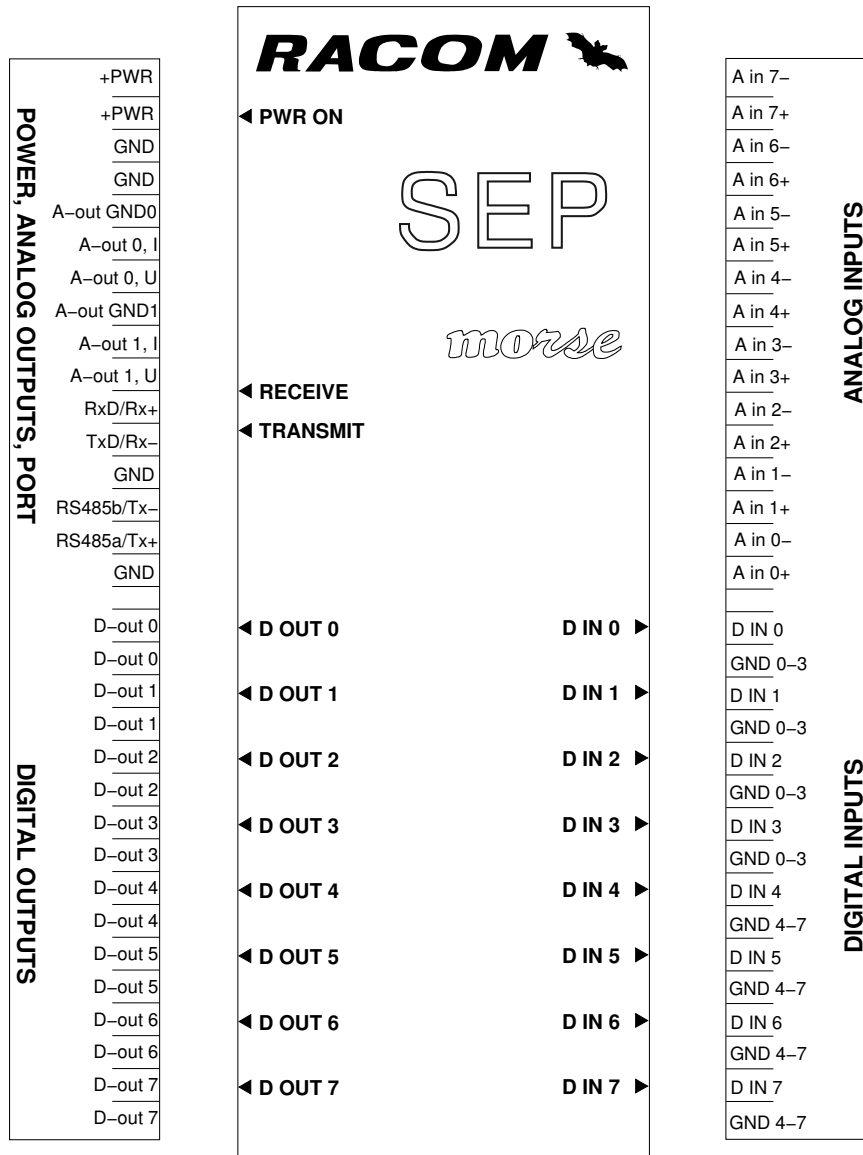 POWER, ANALOG OUTPUTS, PORT
+PWR
+PWR
GND
GND
A–out GND0
A–out 0, I
A–out 0, U
A–out GND1
A–out 1, I
A–out 1, U
RxD/Rx+
TxD/Rx–
GND
RS485b/Tx–
RS485a/Tx+
GND
DIGITAL OUTPUTS
D–out 0
D–out 0
D–out 1
D–out 1
D–out 2
D–out 2
D–out 3
D–out 3
D–out 4
D–out 4
D–out 5
D–out 5
D–out 6
D–out 6
D–out 7
D–out 7
RACOM
PWR ON
SEP
morse
RECEIVE
TRANSMIT
D OUT 0 D IN 0
D OUT 1 D IN 1
D OUT 2 D IN 2
D OUT 3 D IN 3
D OUT 4 D IN 4
D OUT 5 D IN 5
D OUT 6 D IN 6
D OUT 7 D IN 7
A in 7–
A in 7+
A in 6–
A in 6+
A in 5–
A in 5+
A in 4–
A in 4+
A in 3–
A in 3+
A in 2–
A in 2+
A in 1–
A in 1+
A in 0–
A in 0+
ANALOG INPUTS
D IN 0
GND 0–3
D IN 1
GND 0–3
D IN 2
GND 0–3
D IN 3
GND 0–3
D IN 4
GND 4–7
D IN 5
GND 4–7
D IN 6
GND 4–7
D IN 7
GND 4–7
DIGITAL INPUTS